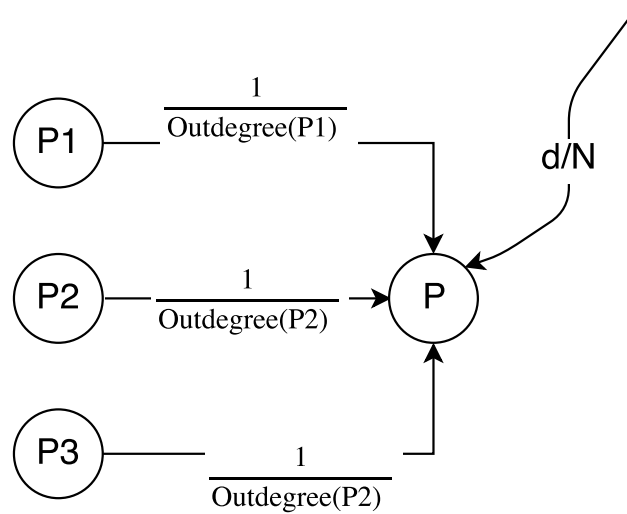 P1
1
Outdegree(P1)
d/N
P2
1
Outdegree(P2)
P
P3
1
Outdegree(P2)